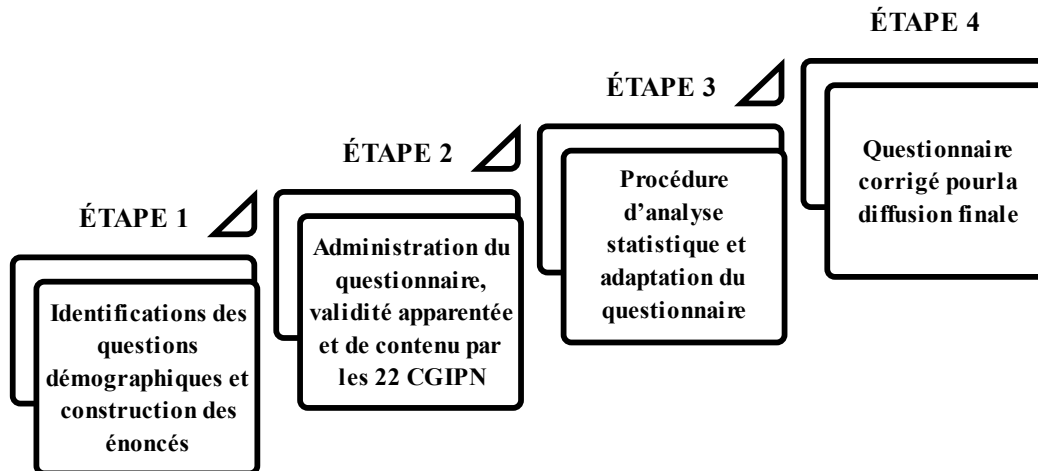 ÉTAPE 1
Identifications des
questions
démographiques et
construction des
énoncés
ÉTAPE 2
Administration du
questionnaire,
validité apparentée
et de contenu par
les 22 CGIPN
ÉTAPE 3
Procédure
d'analyse
statistique et
adaptation du
questionnaire
ÉTAPE 4
Questionnaire
corrigé pourla
diffusion finale